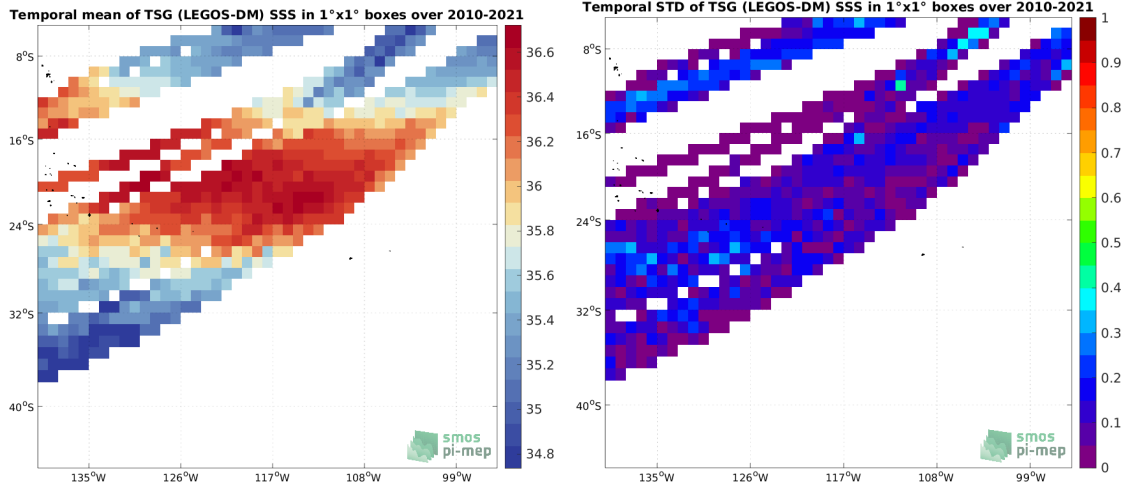 Temporal mean of TSG (LEGOS-DM) SSS in 1°x1° boxes over 2010-2021
8°S
16°S
24°S
32°S
40°S
135°W
126°W
117°W
108°W
99°W
36.6
36.4
36.2
36
35.8
35.6
35.4
35.2
35
34.8
smos
pi-mep
Temporal STD of TSG (LEGOS-DM) SSS in 1°x1° boxes over 2010-2021
8°S
16°S
24°S
32°S
40°S
135°W
126°W
117°W
108°W
99°W
1
0.9
0.8
0.7
0.6
0.5
0.4
0.3
0.2
0.1
0
smos
pi-mep